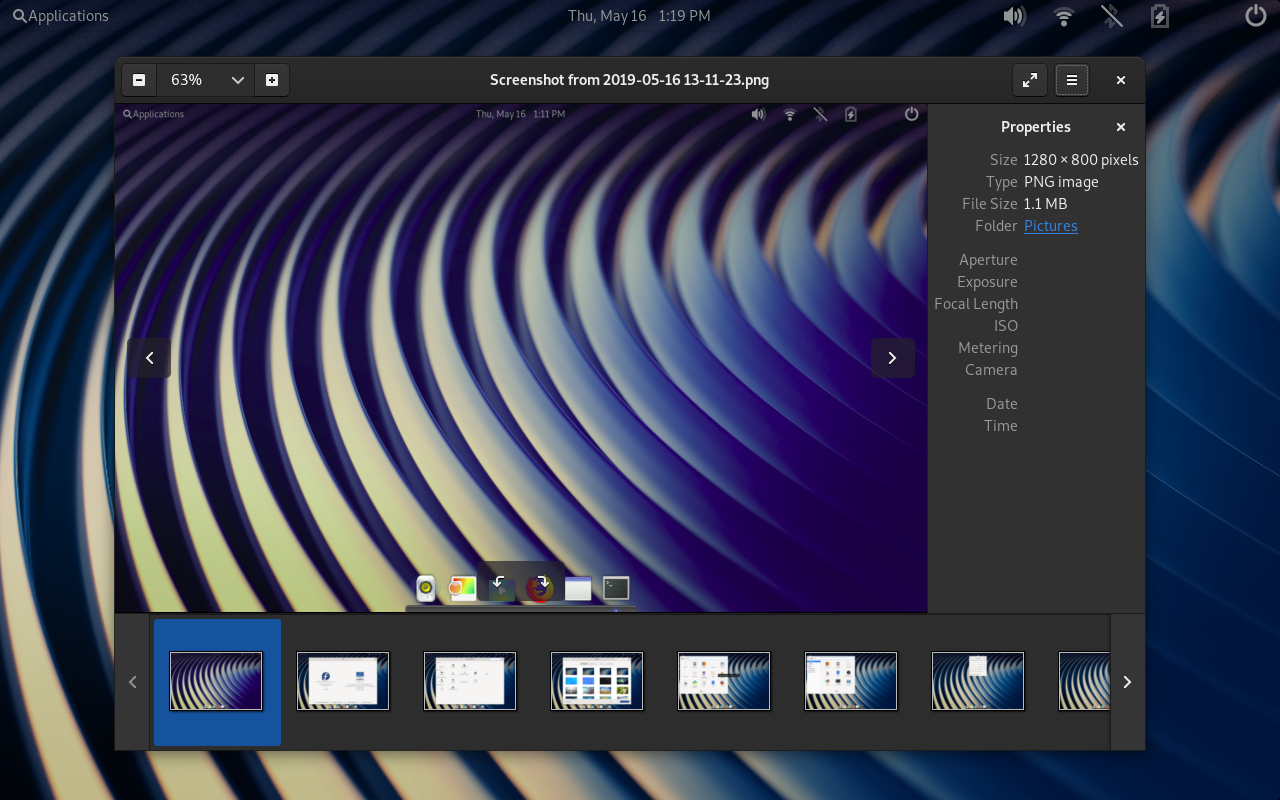 Applications
Thu, May 16 1:19 PM
63%
Screenshot from 2019-05-16 13-11-23.png
Applications
Thu, May 16 1:11 PM
Properties
Size 1280 × 800 pixels
Type PNG image
File Size 1.1 MB
Folder Pictures
Aperture
Exposure
Focal Length
ISO
Metering
Camera
Date
Time